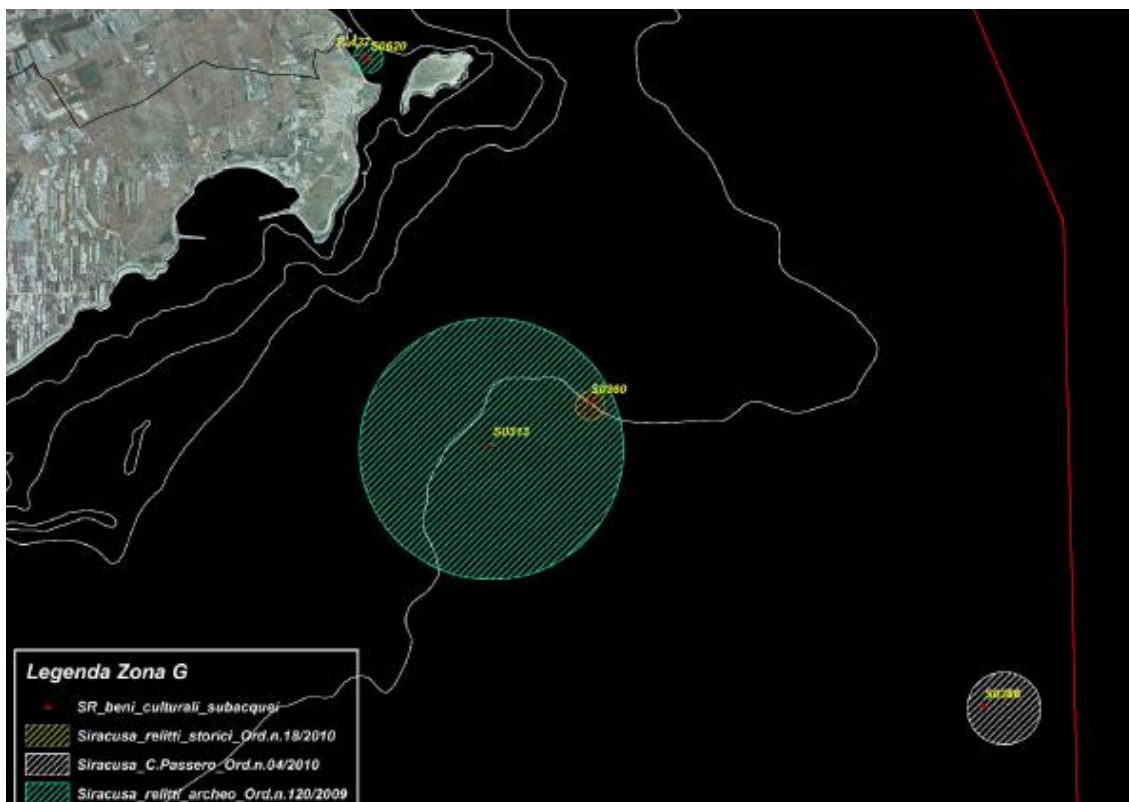 S0620
S0360
S0313
Legenda Zona G
SR_beni_culturali_subacquei
Siracusa_relitti_storici_Ord.n.18/2010
Siracusa_C.Passero_Ord.n.04/2010
Siracusa_relitti_archeo_Ord.n.120/2009